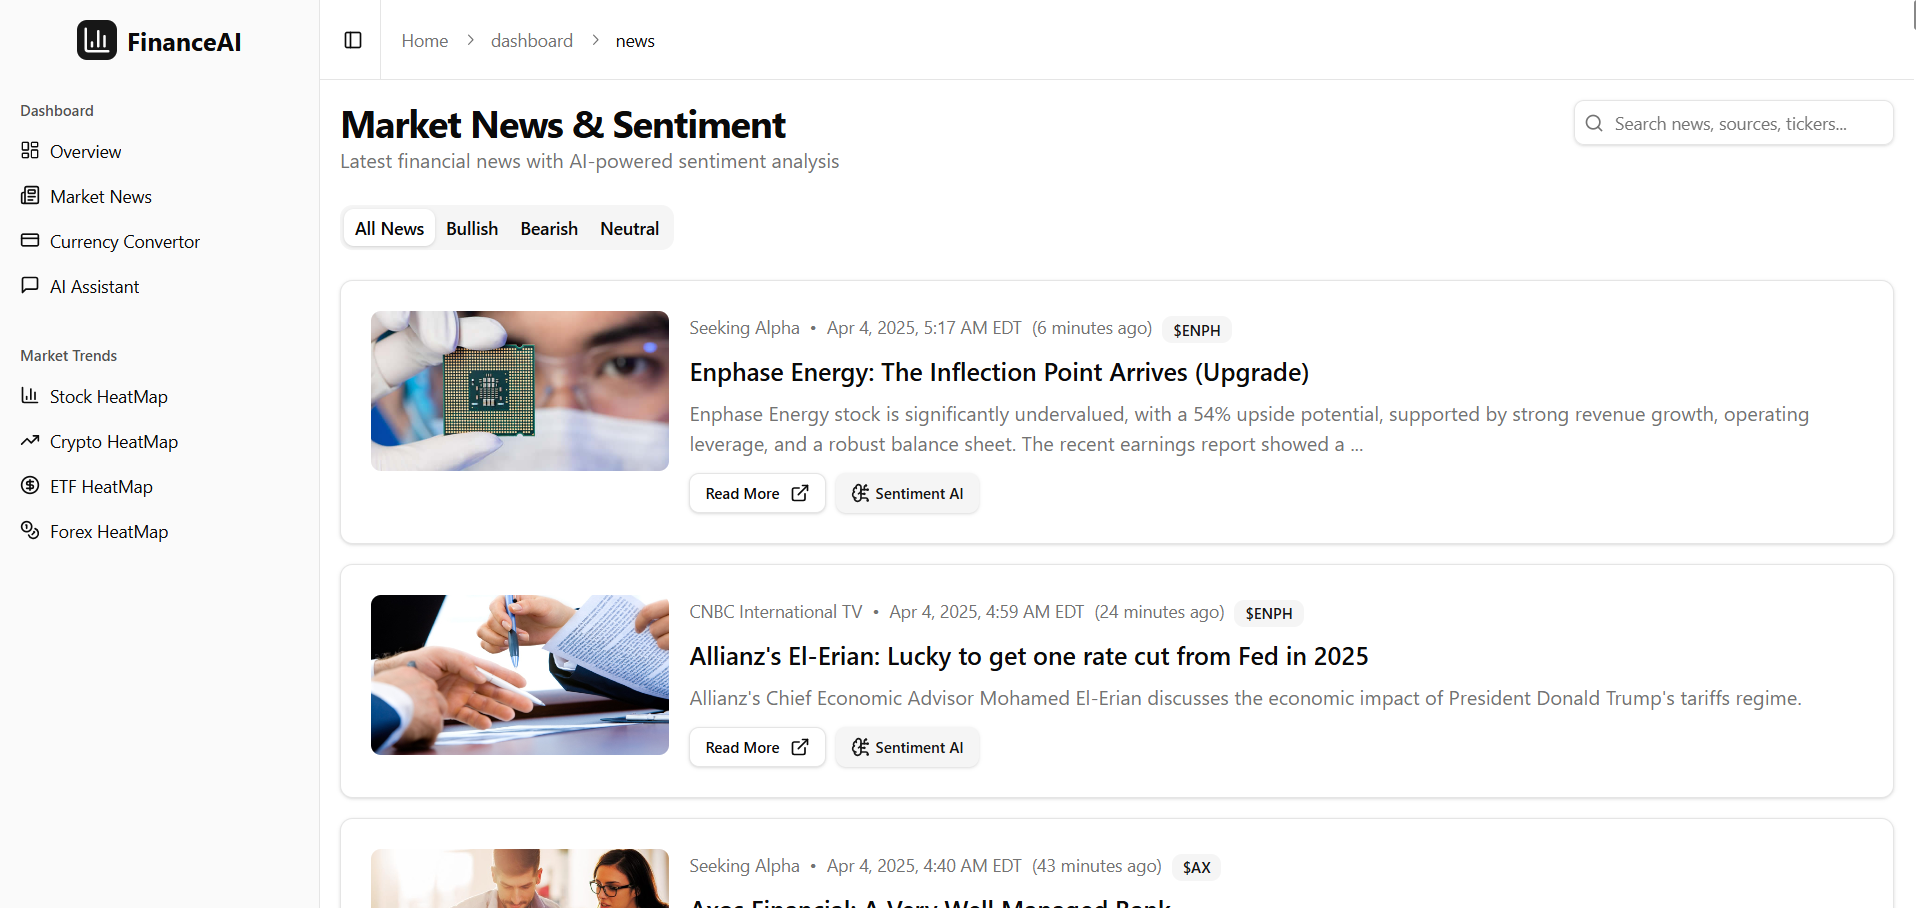 FinanceAI
Dashboard
Overview
Market News
Currency Convertor
AI Assistant
Market Trends
Stock HeatMap
Crypto HeatMap
ETF HeatMap
Forex HeatMap
Home > dashboard > news
Market News & Sentiment
Latest financial news with AI-powered sentiment analysis
Search news, sources, tickers...
All News Bullish Bearish Neutral
Seeking Alpha • Apr 4, 2025, 5:17 AM EDT (6 minutes ago) $ENPH
Enphase Energy: The Inflection Point Arrives (Upgrade)
Enphase Energy stock is significantly undervalued, with a 54% upside potential, supported by strong revenue growth, operating
leverage, and a robust balance sheet. The recent earnings report showed a ...
Read More Sentiment AI
CNBC International TV • Apr 4, 2025, 4:59 AM EDT (24 minutes ago) $ENPH
Allianz's El-Erian: Lucky to get one rate cut from Fed in 2025
Allianz's Chief Economic Advisor Mohamed El-Erian discusses the economic impact of President Donald Trump's tariffs regime.
Read More Sentiment AI
Seeking Alpha • Apr 4, 2025, 4:40 AM EDT (43 minutes ago) $AX
Axos Financial: A Very Well Managed Bank